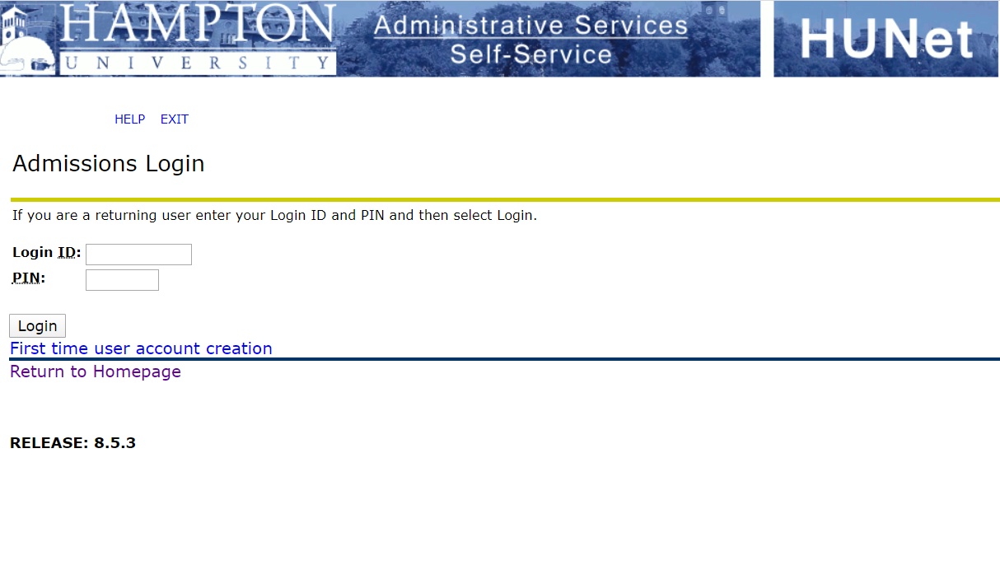 HAMPTON
UNIVERSITY
Administrative Services
Self-Service
HUNet
HELP EXIT
Admissions Login
If you are a returning user enter your Login ID and PIN and then select Login.
Login ID:
PIN:
Login
First time user account creation
Return to Homepage
RELEASE: 8.5.3